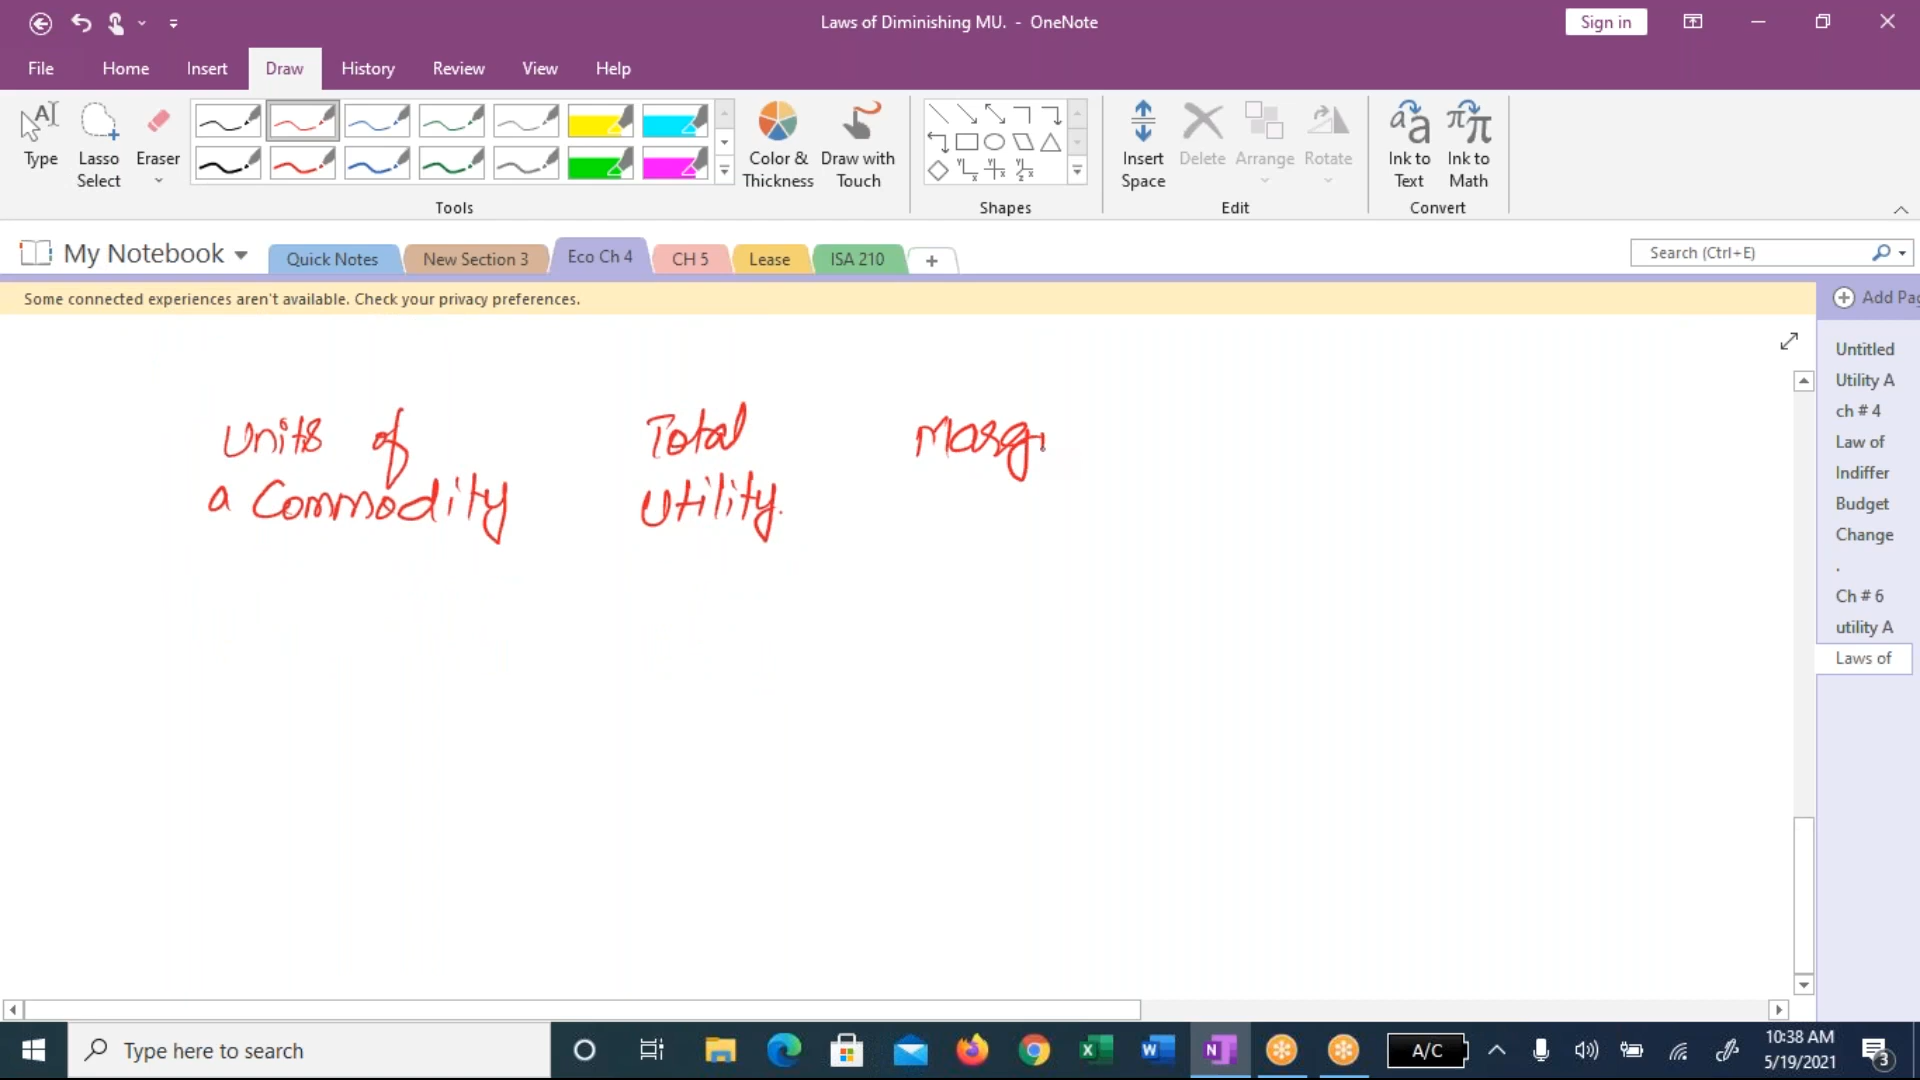 Laws of Diminishing MU. - OneNote
Sign in
File Home Insert Draw History Review View Help
Type
Lasso Select
Eraser
Color & Thickness
Draw with Touch
Insert Space
Delete
Arrange
Rotate
Ink to Text
Ink to Math
Tools Shapes Edit Convert
My Notebook Quick Notes New Section 3 Eco Ch 4 CH 5 Lease ISA 210 Search (Ctrl+E)
Some connected experiences aren't available. Check your privacy preferences.
Add Pag
Untitled
Utility A
ch # 4
Law of
Indiffer
Budget
Change
.
Ch # 6
utility A
Laws of
Units of Total Marg
a Commodity Utility.
Type here to search
A/C
10:38 AM
5/19/2021
3